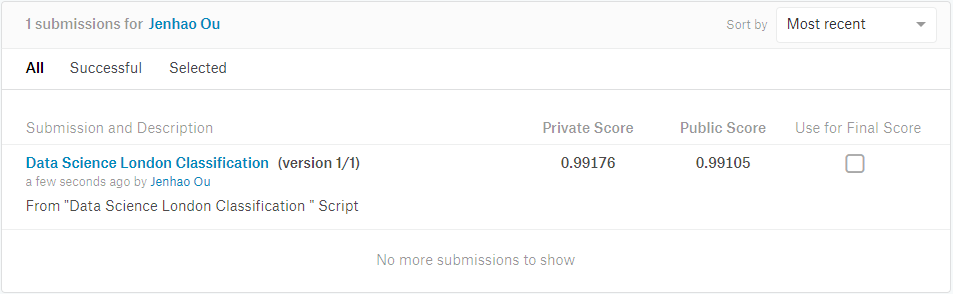 1 submissions for Jenhao Ou Sort by Most recent
All Successful Selected
Submission and Description Private Score Public Score Use for Final Score
Data Science London Classification (version 1/1) 0.99176 0.99105
a few seconds ago by Jenhao Ou
From "Data Science London Classification " Script
No more submissions to show